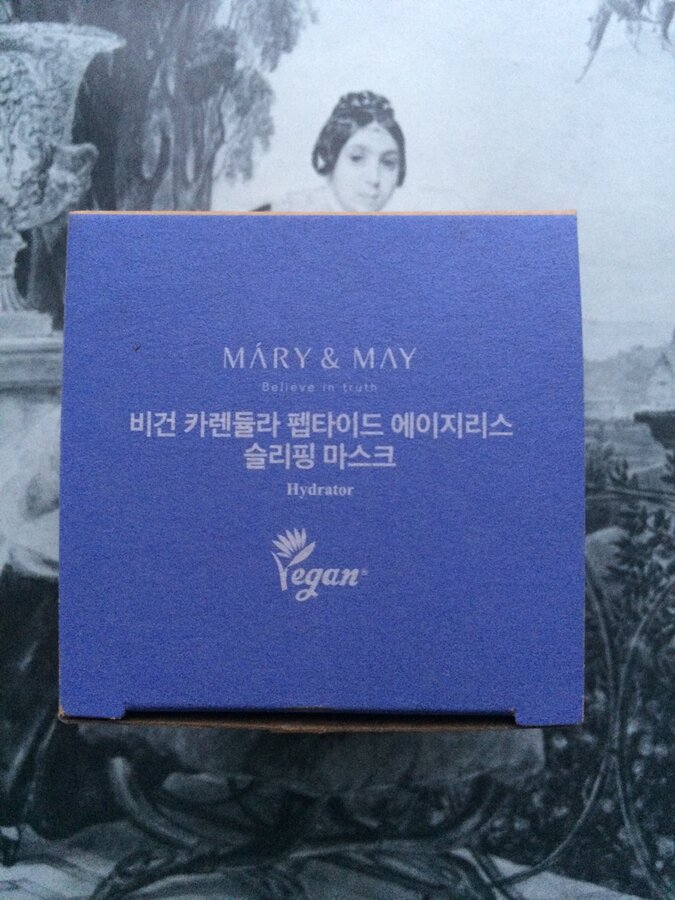 MÁRY & MAY
Believe in truth
비건 카렌듈라 펩타이드 에이지리스
슬리핑 마스크
Hydrator
Vegan®